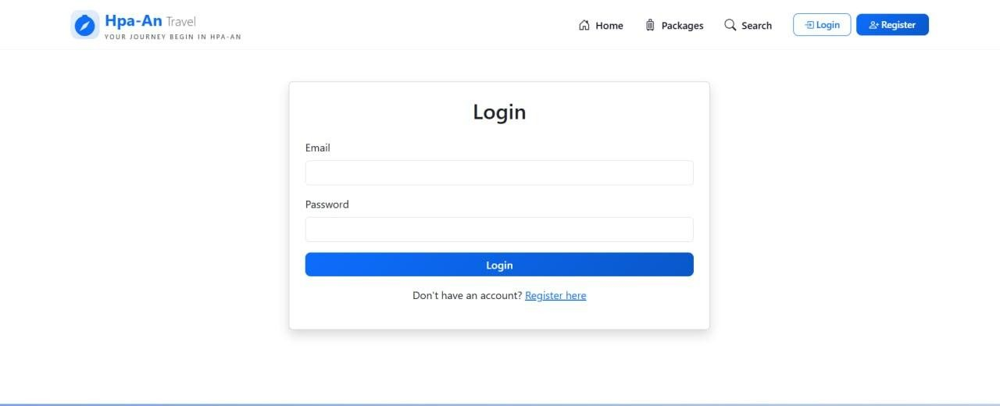 Hpa-An Travel
YOUR JOURNEY BEGIN IN HPA-AN
Home
Packages
Search
Login
Register
Login
Email
Password
Login
Don't have an account? Register here